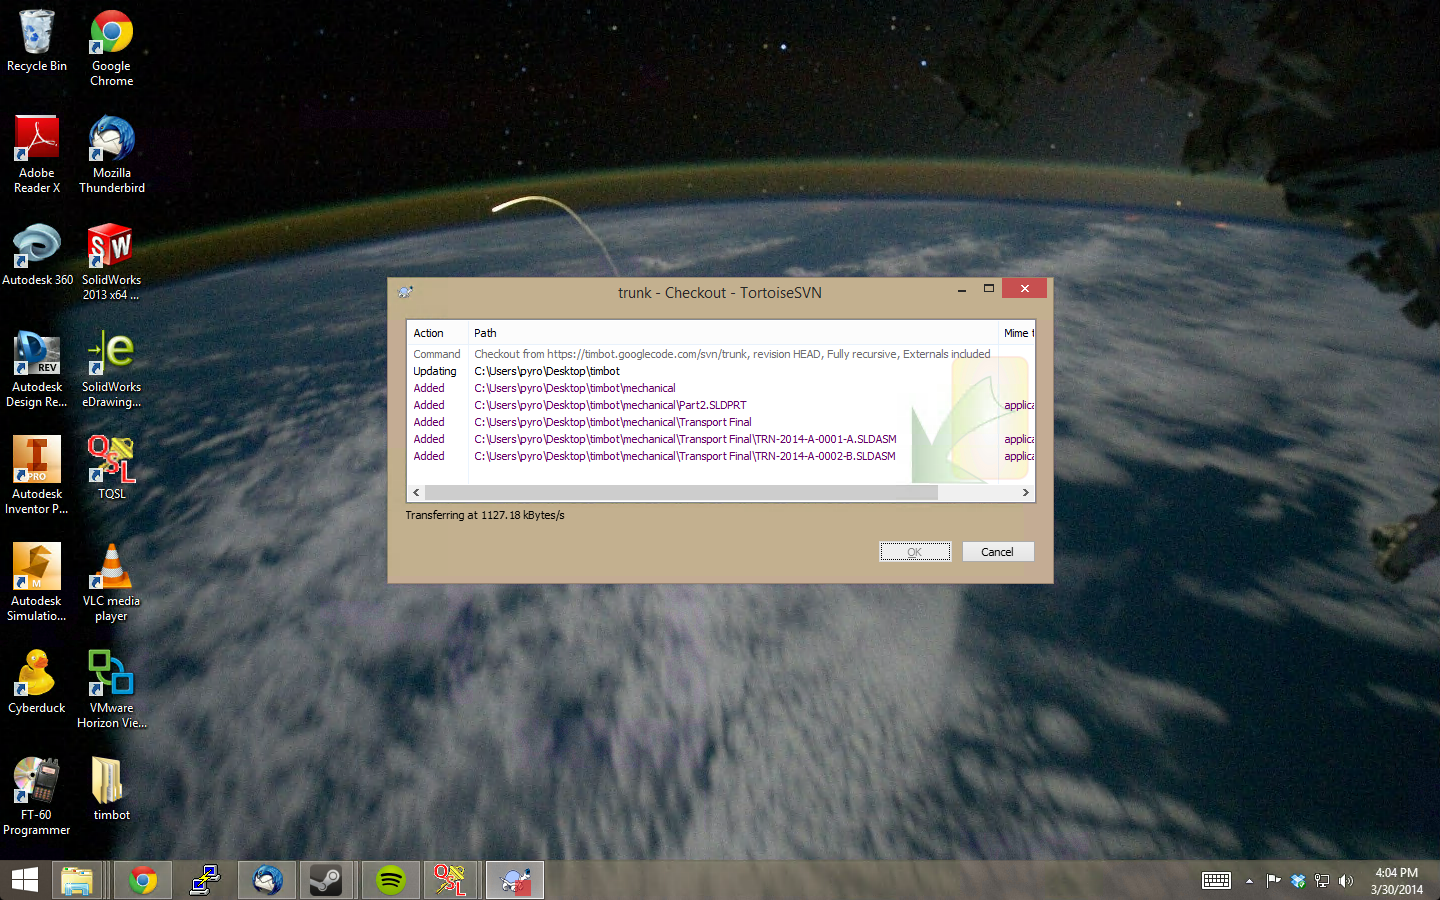 Recycle Bin
Google
Chrome
Adobe
Reader X
Mozilla
Thunderbird
Autodesk 360
SW
SolidWorks
2013 x64 ...
REV
Autodesk
Design Re...
e
SolidWorks
eDrawing...
I
PRO
Autodesk
Inventor P...
QSL
TQSL
M
Autodesk
Simulatio...
VLC media
player
Cyberduck
VMware
Horizon Vie...
FT-60
Programmer
timbot
trunk - Checkout - TortoiseSVN
Action Path Mime t
Command Checkout from https://timbot.googlecode.com/svn/trunk, revision HEAD, Fully recursive, Externals included
Updating C:\Users\pyro\Desktop\timbot
Added C:\Users\pyro\Desktop\timbot\mechanical
Added C:\Users\pyro\Desktop\timbot\mechanical\Part2.SLDPRT applica
Added C:\Users\pyro\Desktop\timbot\mechanical\Transport Final
Added C:\Users\pyro\Desktop\timbot\mechanical\Transport Final\TRN-2014-A-0001-A.SLDASM applica
Added C:\Users\pyro\Desktop\timbot\mechanical\Transport Final\TRN-2014-A-0002-B.SLDASM applica
Transferring at 1127.18 kBytes/s
OK Cancel
QSL
4:04 PM
3/30/2014